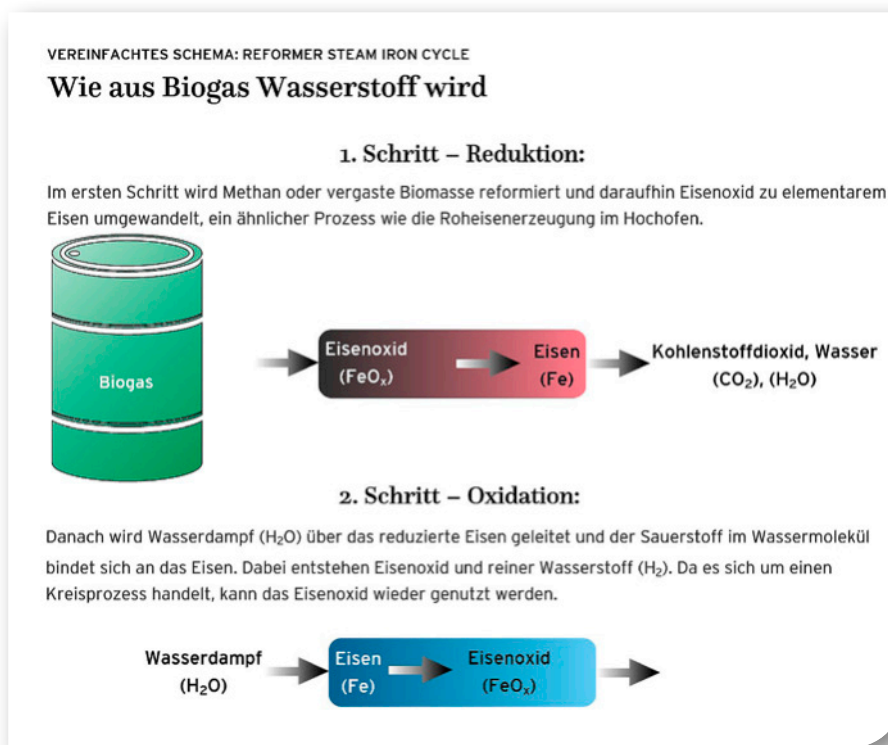 VEREINFACHTES SCHEMA: REFORMER STEAM IRON CYCLE
Wie aus Biogas Wasserstoff wird
1. Schritt – Reduktion:
Im ersten Schritt wird Methan oder vergaste Biomasse reformiert und daraufhin Eisenoxid zu elementarem
Eisen umgewandelt, ein ähnlicher Prozess wie die Roheisenerzeugung im Hochofen.
Biogas
Eisenoxid
(FeOₓ)
Eisen
(Fe)
Kohlenstoffdioxid, Wasser
(CO₂), (H₂O)
2. Schritt – Oxidation:
Danach wird Wasserdampf (H₂O) über das reduzierte Eisen geleitet und der Sauerstoff im Wassermolekül
bindet sich an das Eisen. Dabei entstehen Eisenoxid und reiner Wasserstoff (H₂). Da es sich um einen
Kreisprozess handelt, kann das Eisenoxid wieder genutzt werden.
Wasserdampf
(H₂O)
Eisen
(Fe)
Eisenoxid
(FeOₓ)